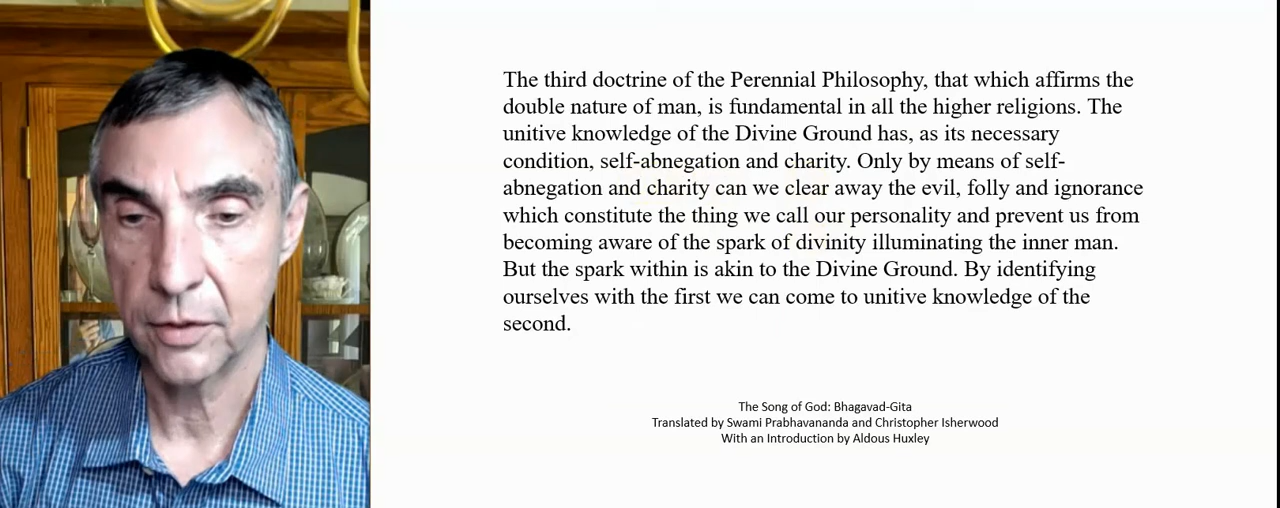 The third doctrine of the Perennial Philosophy, that which affirms the
double nature of man, is fundamental in all the higher religions. The
unitive knowledge of the Divine Ground has, as its necessary
condition, self-abnegation and charity. Only by means of self-
abnegation and charity can we clear away the evil, folly and ignorance
which constitute the thing we call our personality and prevent us from
becoming aware of the spark of divinity illuminating the inner man.
But the spark within is akin to the Divine Ground. By identifying
ourselves with the first we can come to unitive knowledge of the
second.
The Song of God: Bhagavad-Gita
Translated by Swami Prabhavananda and Christopher Isherwood
With an Introduction by Aldous Huxley